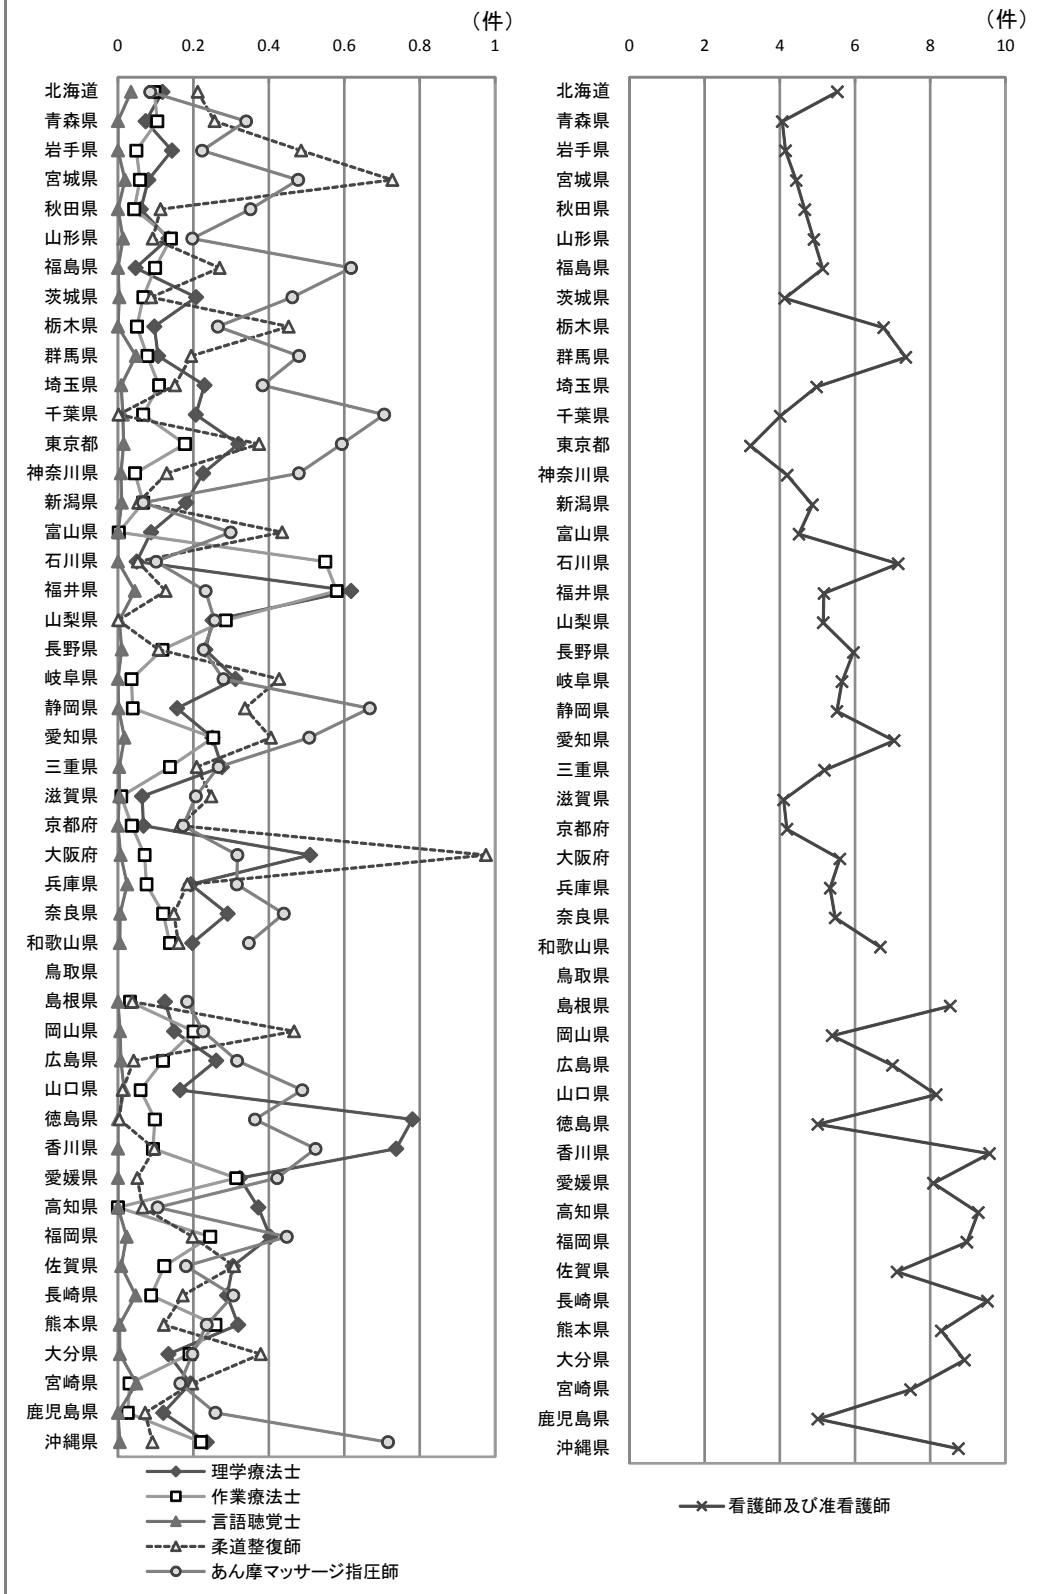 （件）
0 0.2 0.4 0.6 0.8 1
北海道
青森県
岩手県
宮城県
秋田県
山形県
福島県
茨城県
栃木県
群馬県
埼玉県
千葉県
東京都
神奈川県
新潟県
富山県
石川県
福井県
山梨県
長野県
岐阜県
静岡県
愛知県
三重県
滋賀県
京都府
大阪府
兵庫県
奈良県
和歌山県
鳥取県
島根県
岡山県
広島県
山口県
徳島県
香川県
愛媛県
高知県
福岡県
佐賀県
長崎県
熊本県
大分県
宮崎県
鹿児島県
沖縄県
理学療法士
作業療法士
言語聴覚士
柔道整復師
あん摩マッサージ指圧師
（件）
0 2 4 6 8 10
北海道
青森県
岩手県
宮城県
秋田県
山形県
福島県
茨城県
栃木県
群馬県
埼玉県
千葉県
東京都
神奈川県
新潟県
富山県
石川県
福井県
山梨県
長野県
岐阜県
静岡県
愛知県
三重県
滋賀県
京都府
大阪府
兵庫県
奈良県
和歌山県
鳥取県
島根県
岡山県
広島県
山口県
徳島県
香川県
愛媛県
高知県
福岡県
佐賀県
長崎県
熊本県
大分県
宮崎県
鹿児島県
沖縄県
看護師及び准看護師